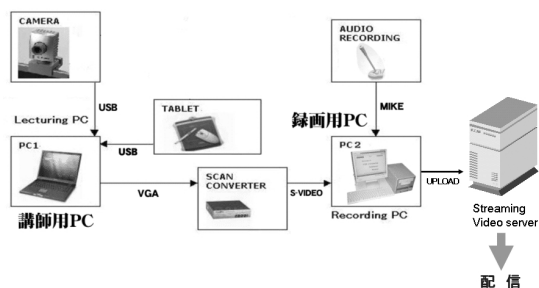 CAMERA
USB
Lecturing PC
PC1
講師用PC
TABLET
USB
VGA
SCAN
CONVERTER
S-VIDEO
AUDIO
RECORDING
MIKE
録画用PC
PC2
Recording PC
UPLOAD
Streaming
Video server
配 信